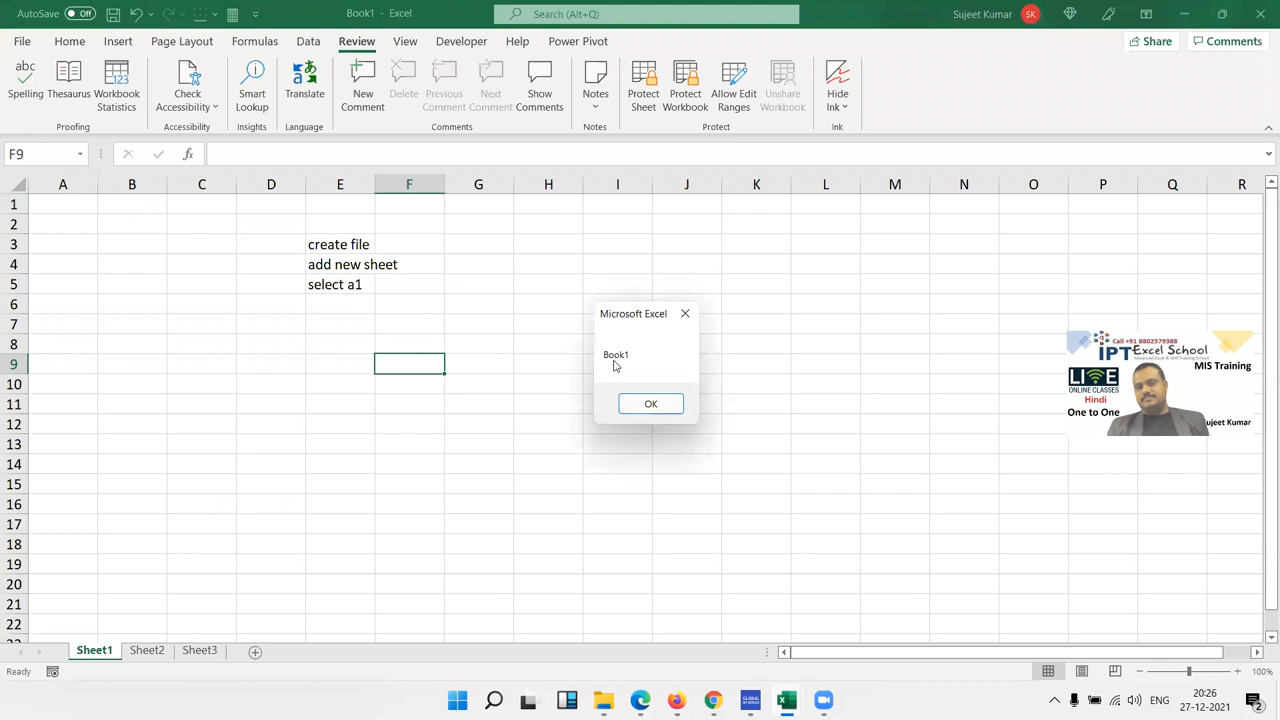 AutoSave Off Book1 - Excel Search (Alt+Q) Sujeet Kumar SK
File Home Insert Page Layout Formulas Data Review View Developer Help Power Pivot Share Comments
Spelling Thesaurus Workbook Statistics Check Accessibility Smart Lookup Translate New Comment Delete Previous Comment Next Comment Show Comments Notes Protect Sheet Protect Workbook Allow Edit Ranges Unshare Workbook Hide Ink
Proofing Accessibility Insights Language Comments Notes Protect Ink
F9 fx
A B C D E F G H I J K L M N O P Q R
1
2
3 create file
4 add new sheet
5 select a1
6
7
8
9
10
11
12
13
14
15
16
17
18
19
20
21
22
Microsoft Excel
Book1
OK
Call +91 8802579388
IPT Excel School
MIS Training
LIVE
ONLINE CLASSES
Hindi
One to One
Sujeet Kumar
Sheet1 Sheet2 Sheet3
Ready 100%
ENG 20:26
27-12-2021 2